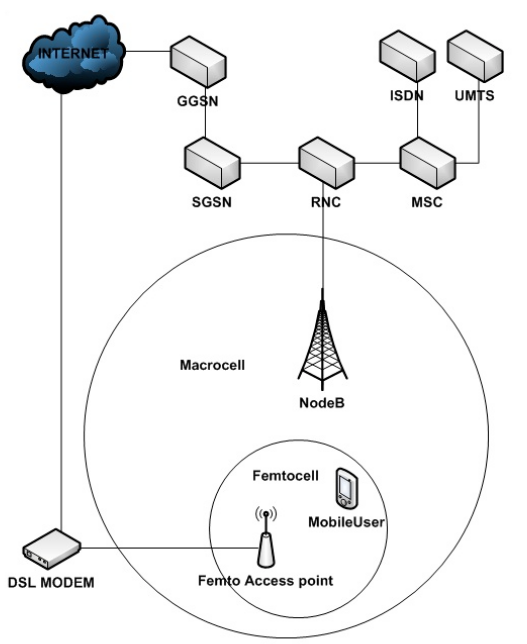 INTERNET
GGSN
ISDN
UMTS
SGSN
RNC
MSC
Macrocell
NodeB
Femtocell
MobileUser
Femto Access point
DSL MODEM